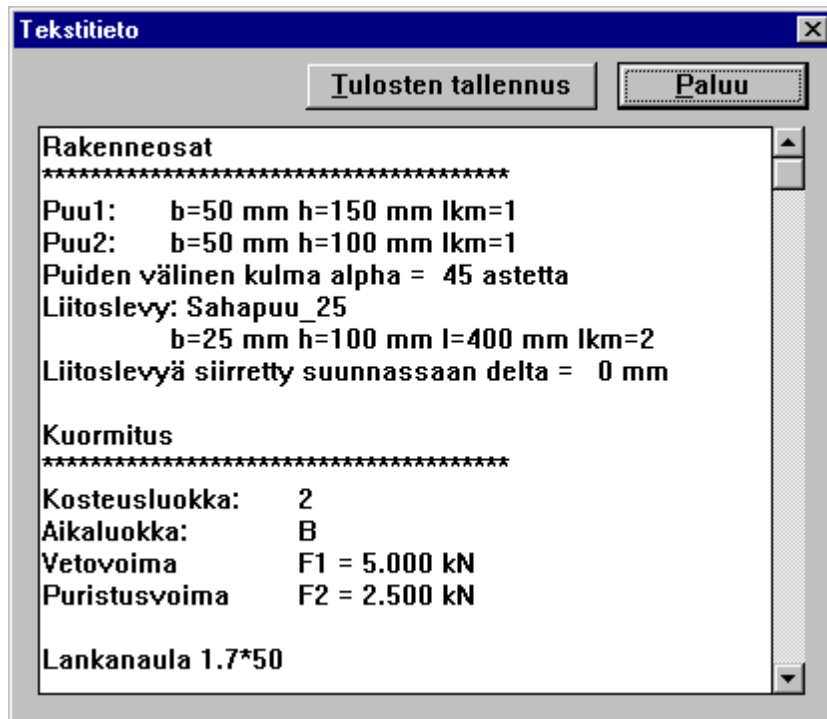 Tekstitieto
Tulosten tallennus Paluu
Rakenneosat
***************************************
Puu1: b=50 mm h=150 mm lkm=1
Puu2: b=50 mm h=100 mm lkm=1
Puiden välinen kulma alpha = 45 astetta
Liitoslevy: Sahapuu_25
b=25 mm h=100 mm l=400 mm lkm=2
Liitoslevyä siirretty suunnassaan delta = 0 mm
Kuormitus
***************************************
Kosteusluokka: 2
Aikaluokka: B
Vetovoima F1 = 5.000 kN
Puristusvoima F2 = 2.500 kN
Lankanaula 1.7*50